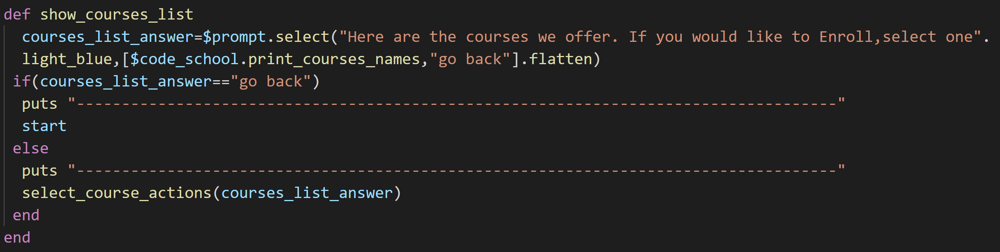 def show_courses_list
  courses_list_answer=$prompt.select("Here are the courses we offer. If you would like to Enroll,select one".
  light_blue,[$code_school.print_courses_names,"go back"].flatten)
 if(courses_list_answer=="go back")
  puts "------------------------------------------------------------------------------------"
  start
 else
  puts "------------------------------------------------------------------------------------"
  select_course_actions(courses_list_answer)
 end
end